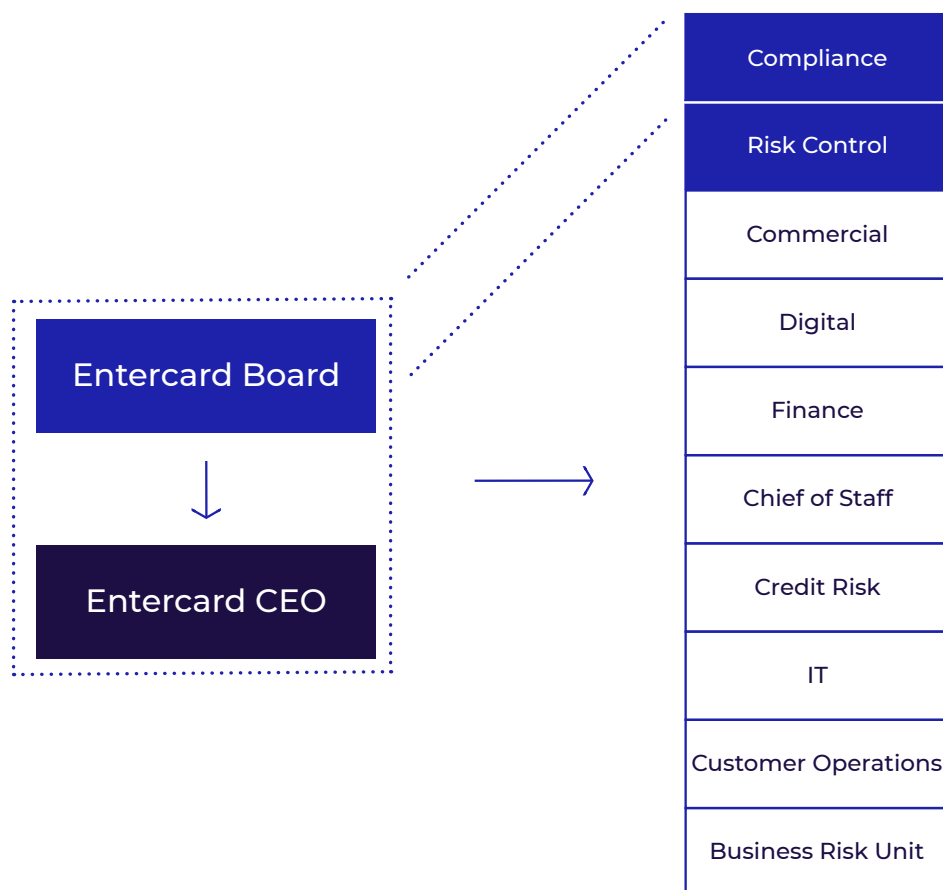 Entercard Board
Entercard CEO
Compliance
Risk Control
Commercial
Digital
Finance
Chief of Staff
Credit Risk
IT
Customer Operations
Business Risk Unit